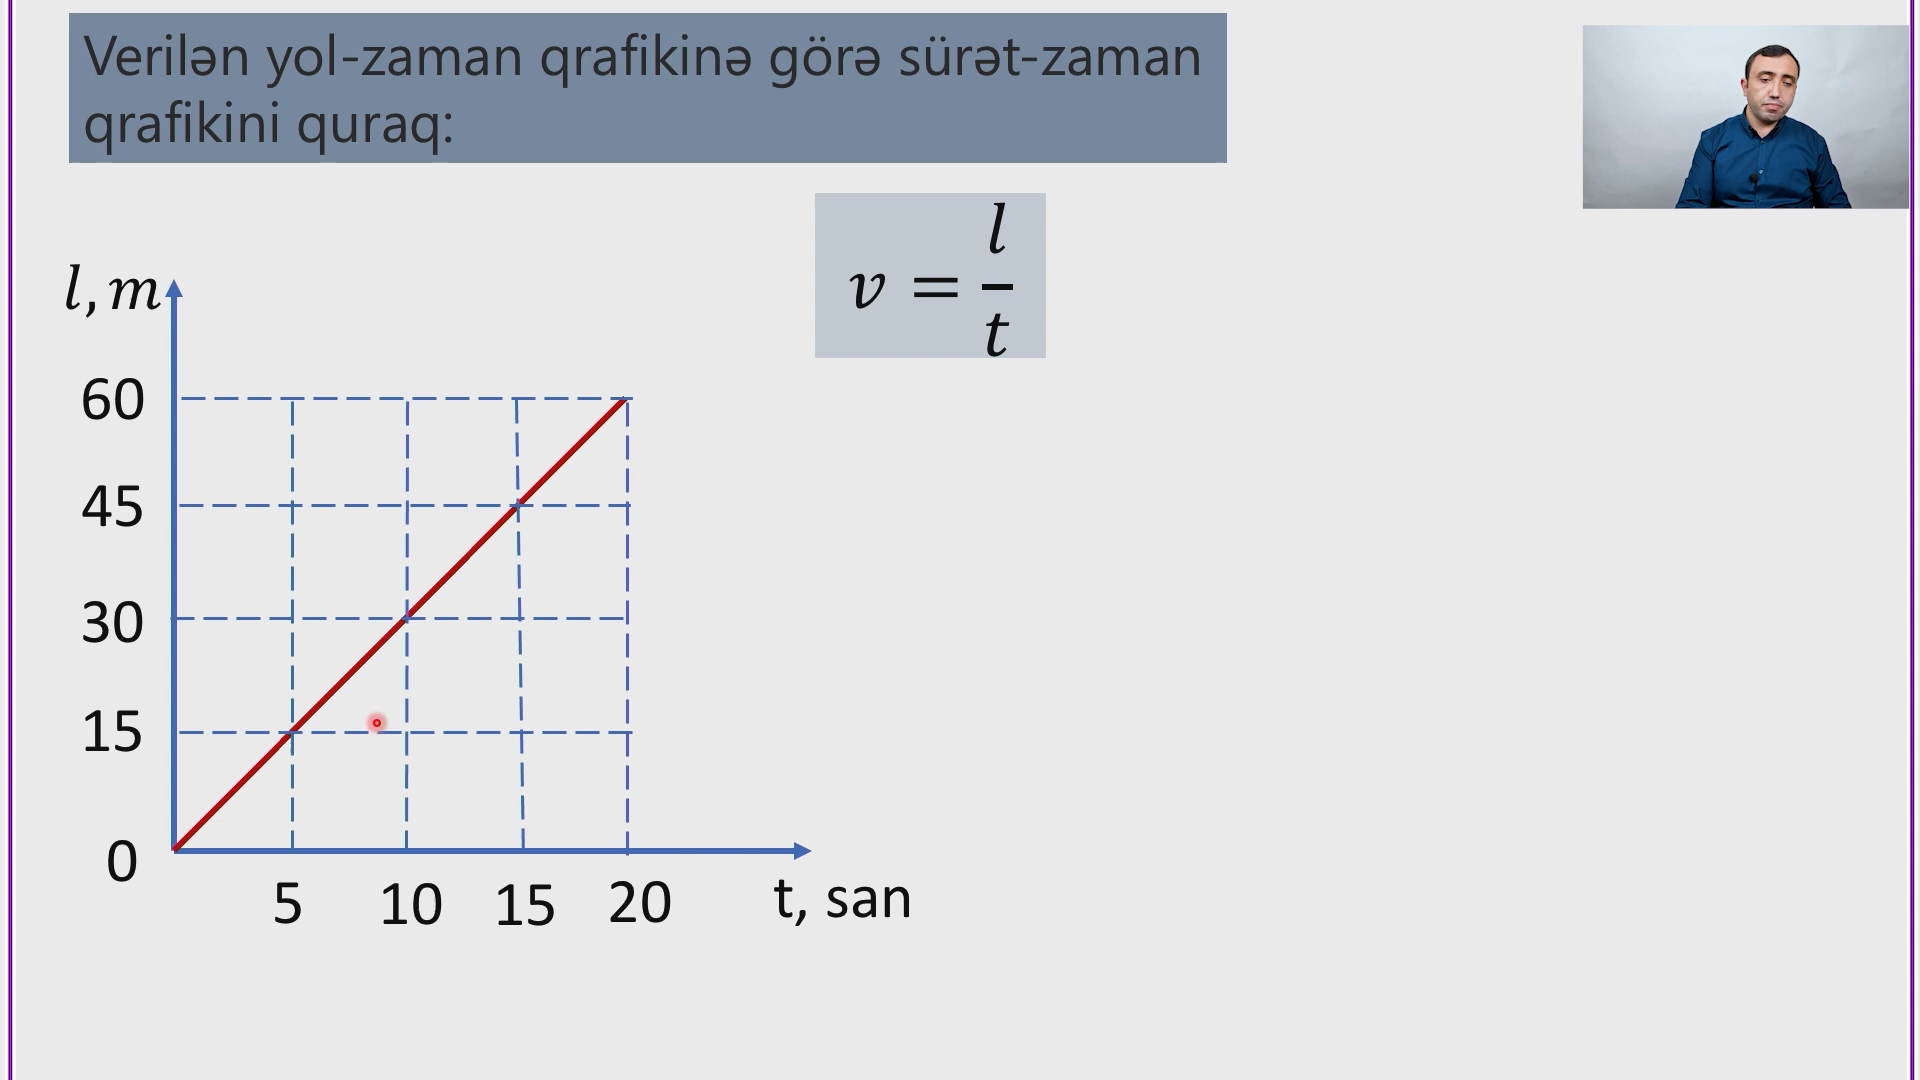 Verilən yol-zaman qrafikinə görə sürət-zaman
qrafikini quraq:
v = l/t
l, m
60
45
30
15
0
5 10 15 20 t, san